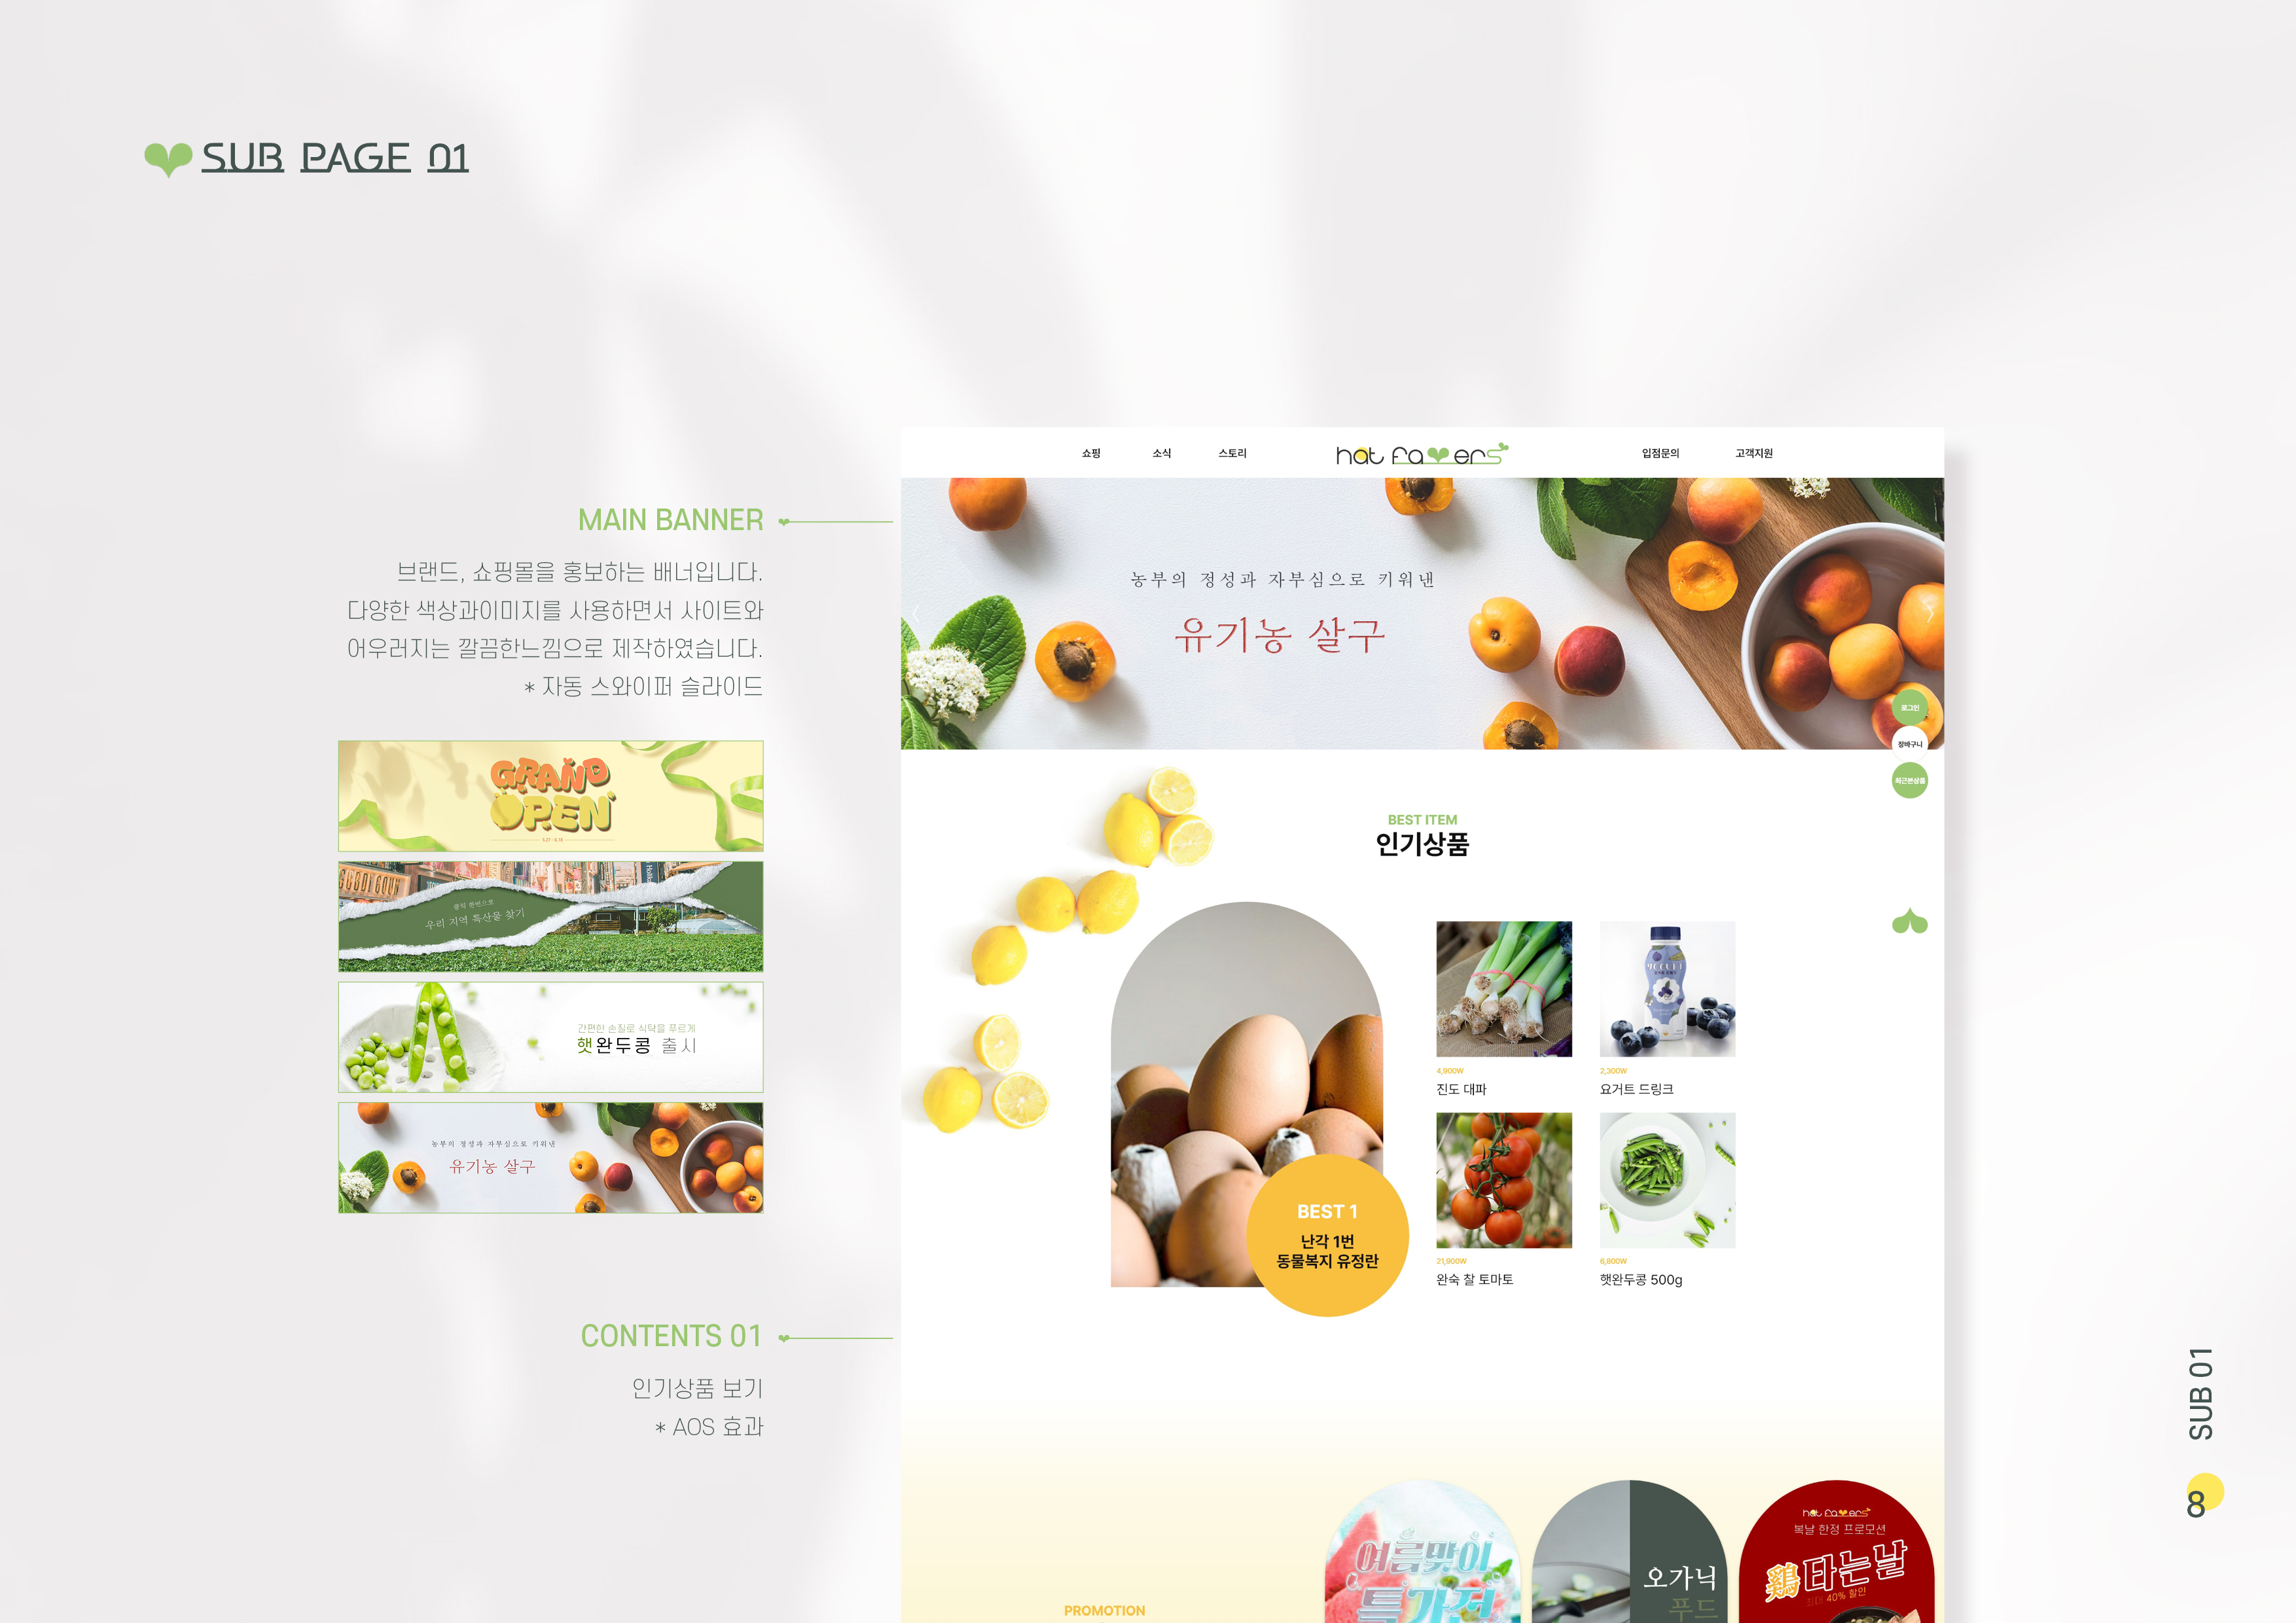 SUB PAGE 01
MAIN BANNER
브랜드, 쇼핑몰을 홍보하는 배너입니다.
다양한 색상과이미지를 사용하면서 사이트와
어우러지는 깔끔한느낌으로 제작하였습니다.
* 자동 스와이퍼 슬라이드
GRAND
OPEN
클릭 한번으로
우리 지역 특산물 찾기
간편한 손질로 식탁을 푸르게
햇완두콩 출시
농부의 정성과 자부심으로 키워낸
유기농 살구
CONTENTS 01
인기상품 보기
* AOS 효과
쇼핑 소식 스토리 hat farmers 입점문의 고객지원
농부의 정성과 자부심으로 키워낸
유기농 살구
로그인
장바구니
최근본상품
BEST ITEM
인기상품
BEST 1
난각 1번
동물복지 유정란
4,900W
진도 대파
YOGURT
2,300W
요거트 드링크
21,900W
완숙 찰 토마토
6,800W
햇완두콩 500g
PROMOTION
여름맞이
특가전
오가닉
푸드
hat farmers
복날 한정 프로모션
鷄타는날
최대 40% 할인
SUB 01
8